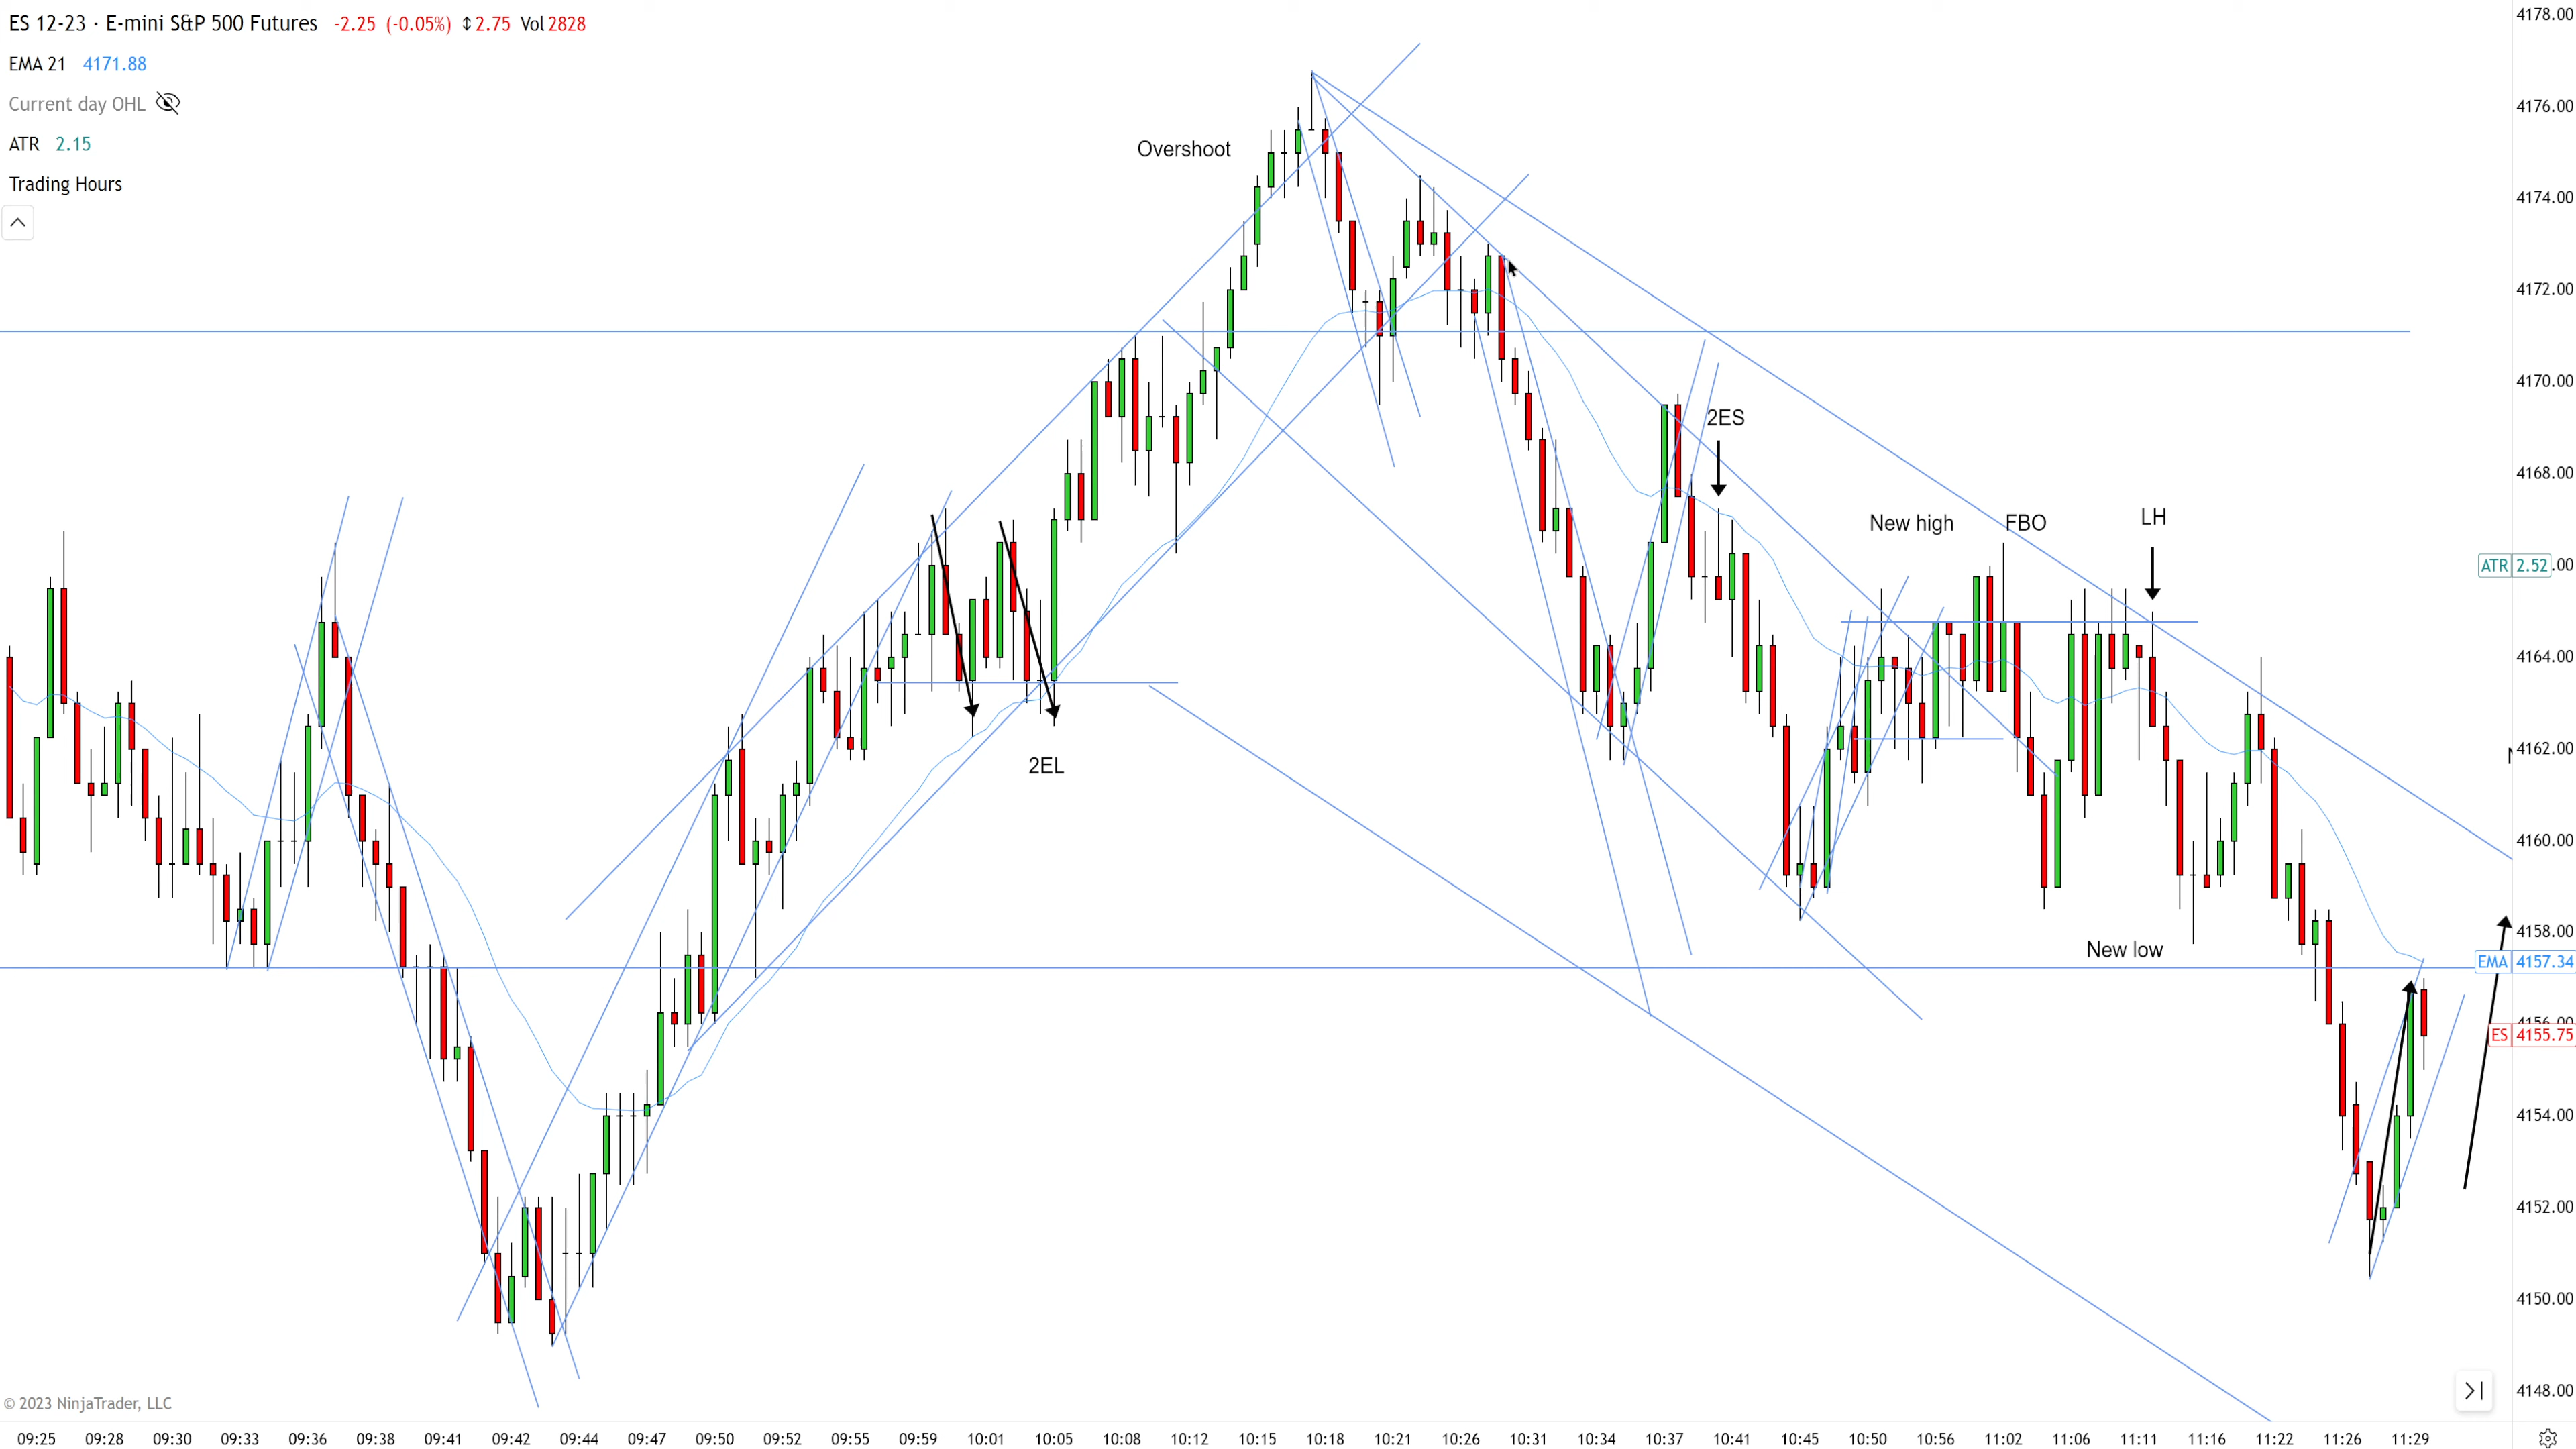 ES 12-23 · E-mini S&P 500 Futures -2.25 (-0.05%) ↕2.75 Vol 2828
EMA 21 4171.88
Current day OHL
ATR 2.15
Trading Hours
Overshoot
2ES
New high
FBO
LH
2EL
New low
4178.00
4176.00
4174.00
4172.00
4170.00
4168.00
ATR 2.52 .00
4164.00
4162.00
4160.00
4158.00
EMA 4157.34
4156.00
ES 4155.75
4154.00
4152.00
4150.00
4148.00
© 2023 NinjaTrader, LLC
09:25 09:28 09:30 09:33 09:36 09:38 09:41 09:42 09:44 09:47 09:50 09:52 09:55 09:59 10:01 10:05 10:08 10:12 10:15 10:18 10:21 10:26 10:31 10:34 10:37 10:41 10:45 10:50 10:56 11:02 11:06 11:11 11:16 11:22 11:26 11:29